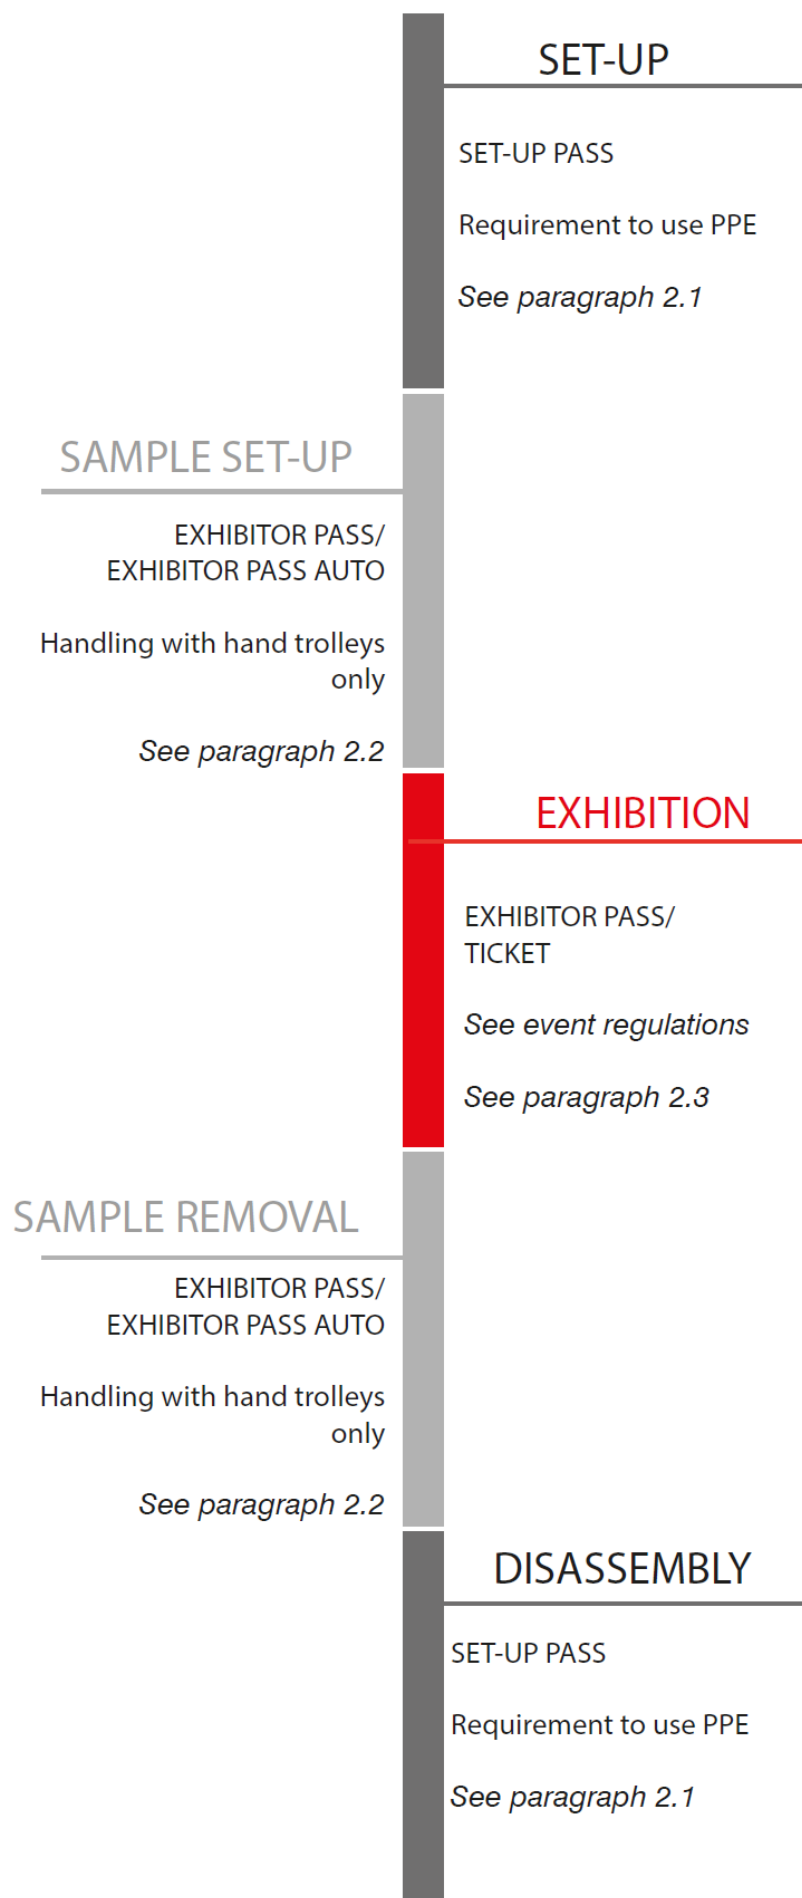 SET-UP
SET-UP PASS
Requirement to use PPE
See paragraph 2.1
SAMPLE SET-UP
EXHIBITOR PASS/
EXHIBITOR PASS AUTO
Handling with hand trolleys
only
See paragraph 2.2
EXHIBITION
EXHIBITOR PASS/
TICKET
See event regulations
See paragraph 2.3
SAMPLE REMOVAL
EXHIBITOR PASS/
EXHIBITOR PASS AUTO
Handling with hand trolleys
only
See paragraph 2.2
DISASSEMBLY
SET-UP PASS
Requirement to use PPE
See paragraph 2.1